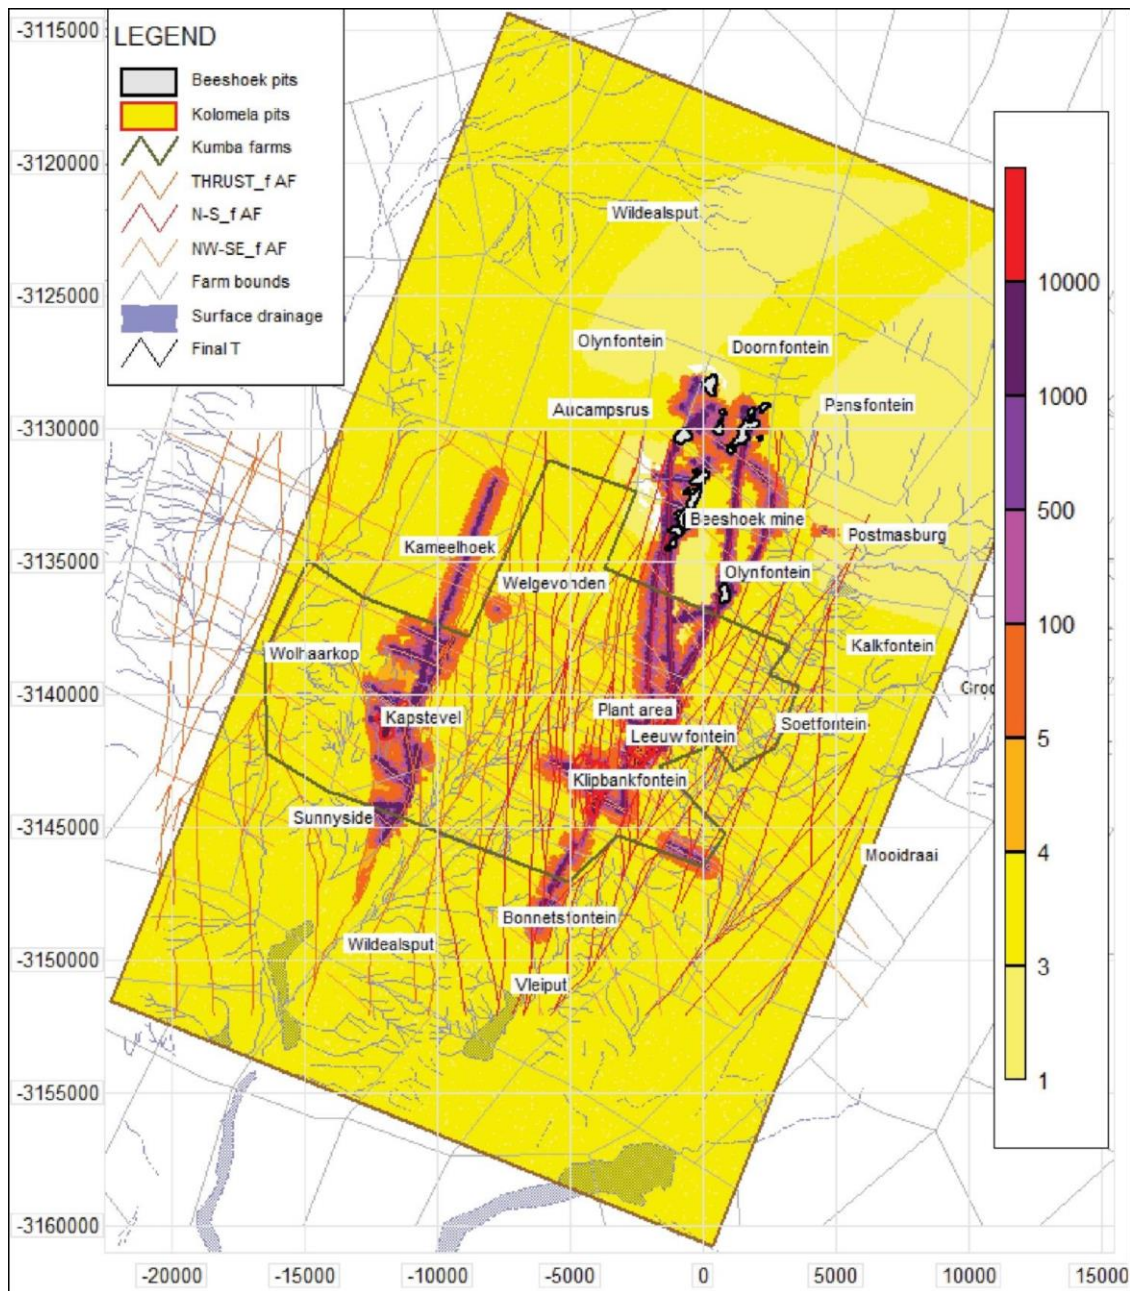 LEGEND
Beeshoek pits
Kolomela pits
Kumba farms
THRUST_f AF
N-S_f AF
NW-SE_f AF
Farm bounds
Surface drainage
Final T
-3115000
-3120000
-3125000
-3130000
-3135000
-3140000
-3145000
-3150000
-3155000
-3160000
Wildealsput
Olynfontein
Doornfontein
Aucampsrus
Pensfontein
Beeshoek mine
Postmasburg
Kameelhoek
Welgevonden
Olynfontein
Wolhaarkop
Kalkfontein
Groo
Kapstevel
Plant area
Soetfontein
Leeuwfontein
Klipbankfontein
Sunnyside
Mooidraai
Bonnetsfontein
Wildealsput
Vleiput
10000
1000
500
100
5
4
3
1
-20000
-15000
-10000
-5000
0
5000
10000
15000